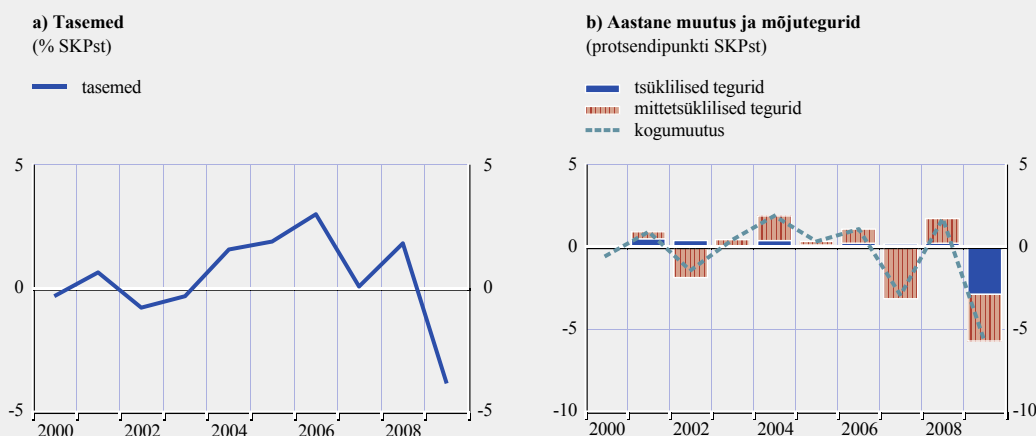 a) Tasemed
(% SKPst)
tasemed
5
5
0
0
-5
-5
2000 2002 2004 2006 2008
b) Aastane muutus ja mõjutegurid
(protsendipunkti SKPst)
tsüklilised tegurid
mittetsüklilised tegurid
kogumuutus
5
5
0
0
-5
-5
-10
-10
2000 2002 2004 2006 2008